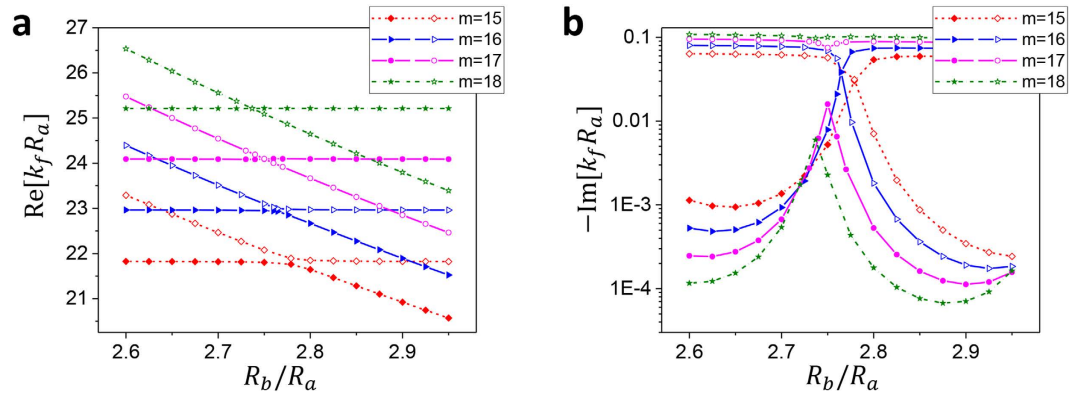 a
m=15
m=16
m=17
m=18
27
26
25
24
23
22
21
Re[k_f R_a]
2.6 2.7 2.8 2.9
R_b/R_a
b
m=15
m=16
m=17
m=18
0.1
0.01
1E-3
1E-4
−Im[k_f R_a]
2.6 2.7 2.8 2.9
R_b/R_a